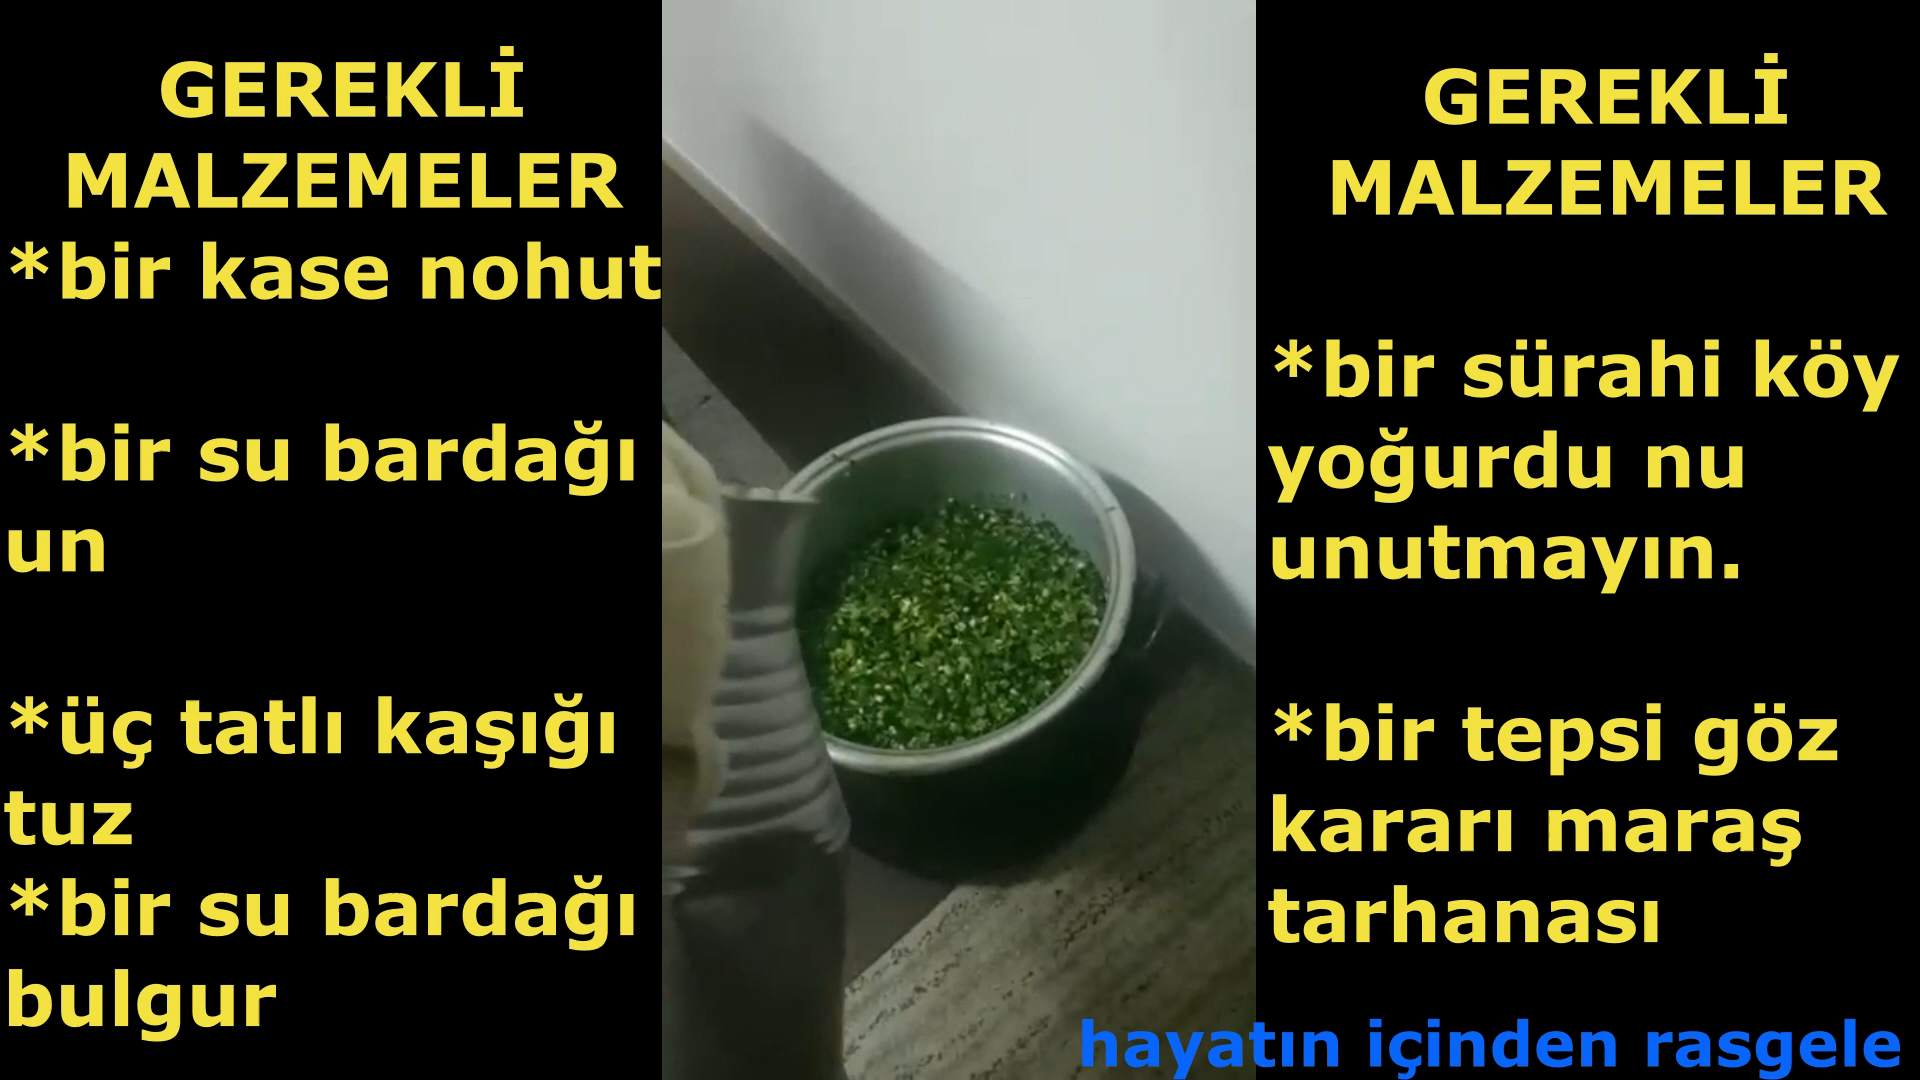 GEREKLİ
MALZEMELER
*bir kase nohut
*bir su bardağı
un
*üç tatlı kaşığı
tuz
*bir su bardağı
bulgur
GEREKLİ
MALZEMELER
*bir sürahi köy
yoğurdu nu
unutmayın.
*bir tepsi göz
kararı maraş
tarhanası
hayatın içinden rasgele